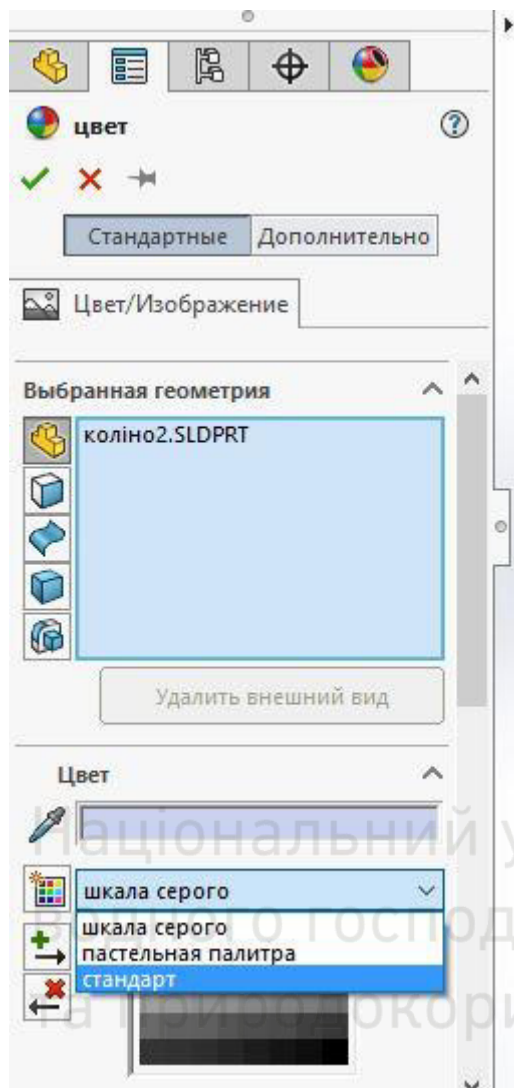 цвет
Стандартные Дополнительно
Цвет/Изображение
Выбранная геометрия
коліно2.SLDPRT
Удалить внешний вид
Цвет
Національний у
шкала серого
водного господ
шкала серого
пастельная палитра
стандарт
та природокори